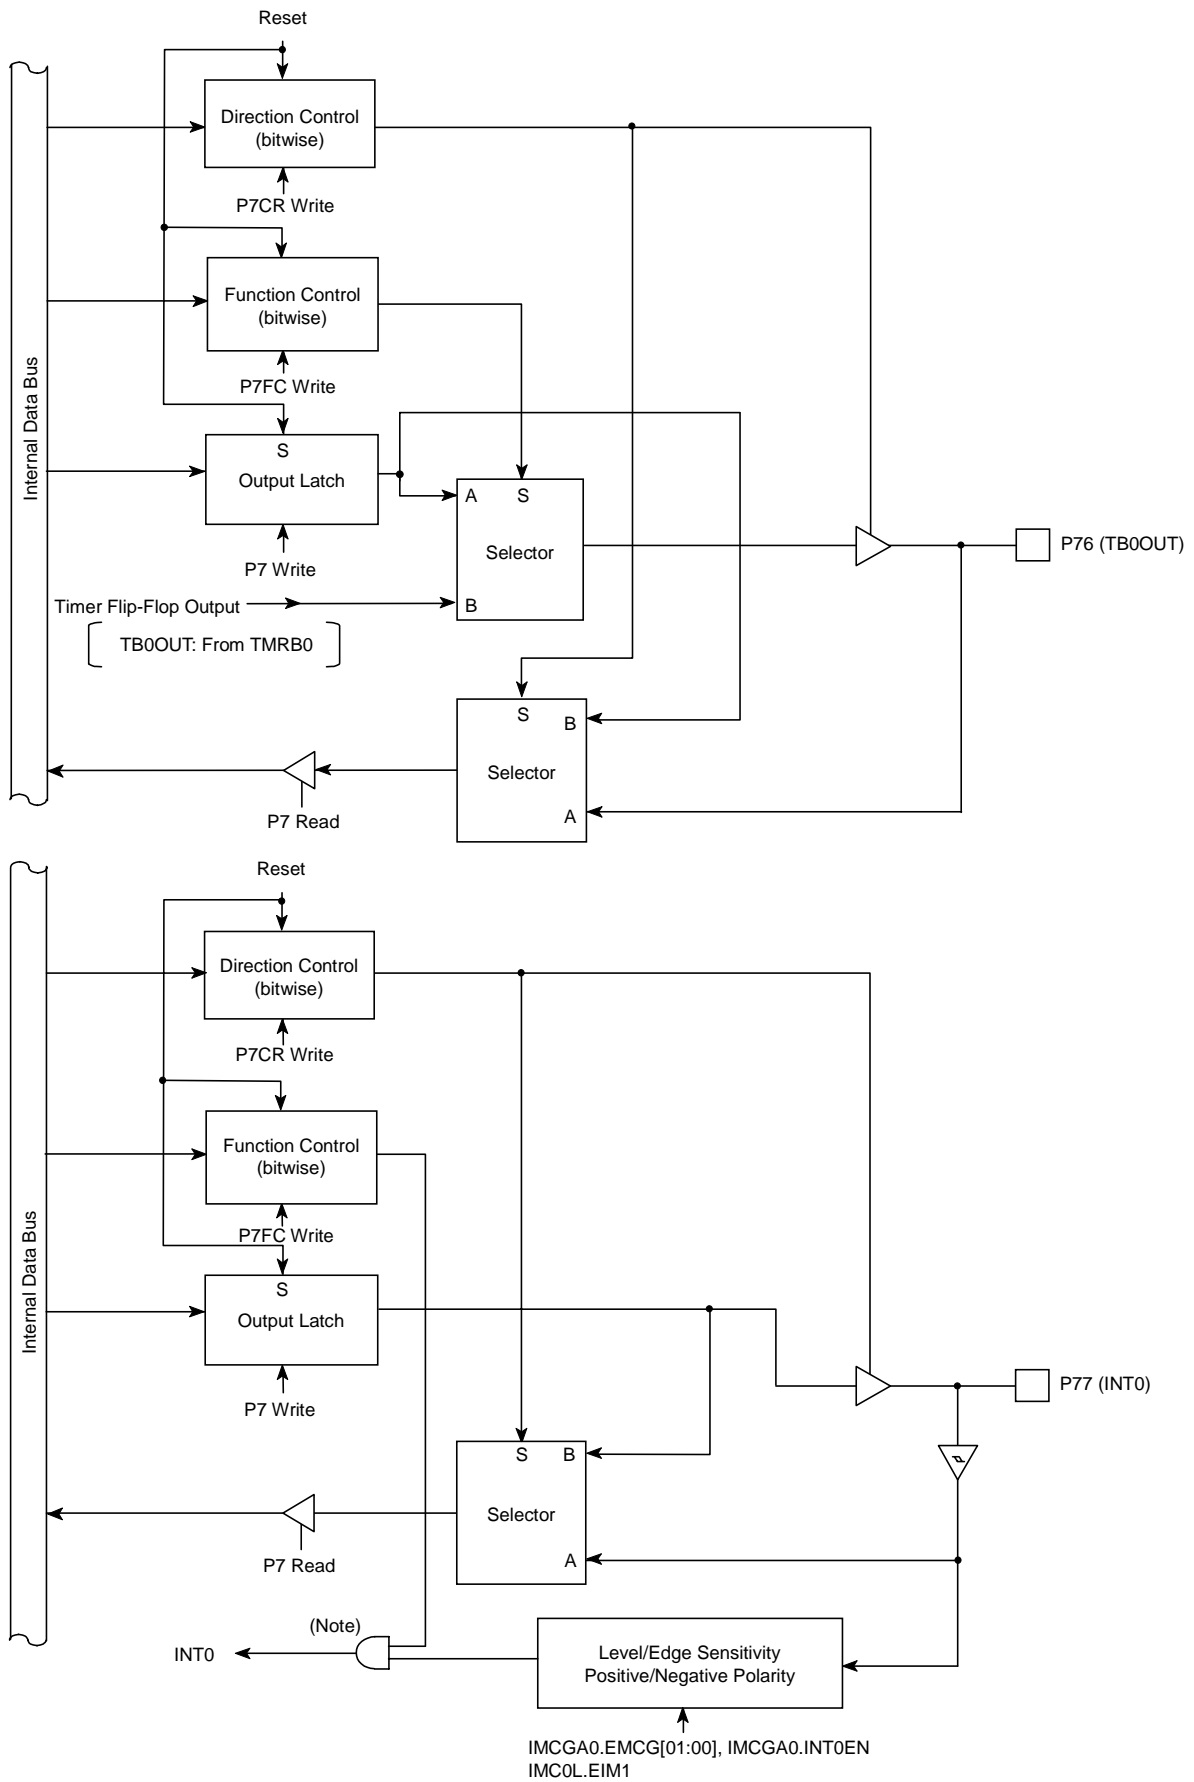 Reset
Direction Control
(bitwise)
P7CR Write
Function Control
(bitwise)
P7FC Write
Internal Data Bus
S
Output Latch
P7 Write
A
S
Selector
B
Timer Flip-Flop Output
TB0OUT: From TMRB0
P76 (TB0OUT)
S
B
Selector
A
P7 Read
Reset
Direction Control
(bitwise)
P7CR Write
Function Control
(bitwise)
P7FC Write
Internal Data Bus
S
Output Latch
P7 Write
P77 (INT0)
S
B
Selector
A
P7 Read
(Note)
INT0
Level/Edge Sensitivity
Positive/Negative Polarity
IMCGA0.EMCG[01:00], IMCGA0.INT0EN
IMC0L.EIM1